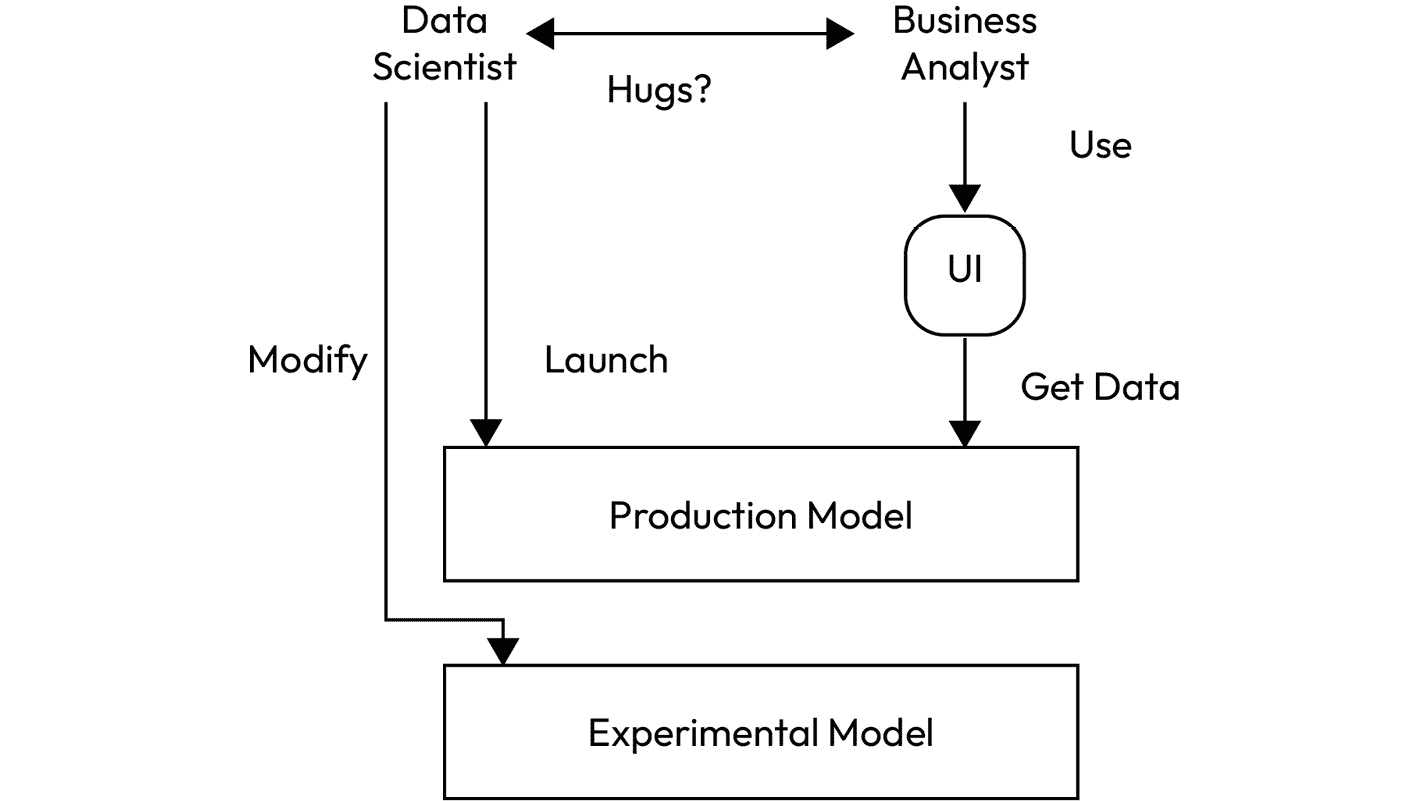 Data
Scientist
Hugs?
Business
Analyst
Use
UI
Modify
Launch
Get Data
Production Model
Experimental Model